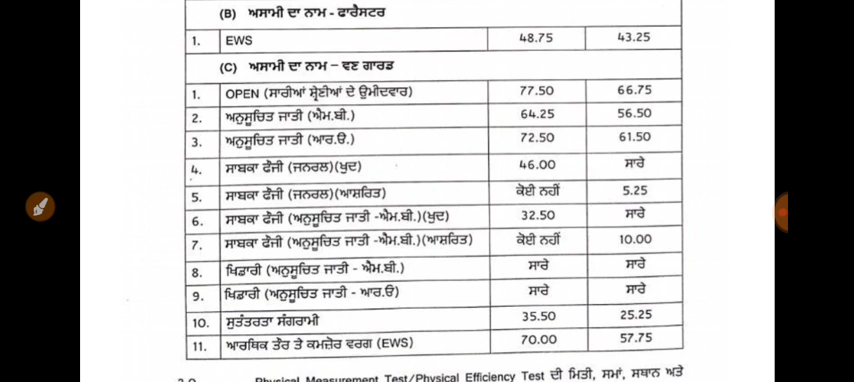 (B) ਅਸਾਮੀ ਦਾ ਨਾਮ - ਫਾਰੈਸਟਰ
1. EWS 48.75 43.25
(C) ਅਸਾਮੀ ਦਾ ਨਾਮ – ਵਣ ਗਾਰਡ
1. OPEN (ਸਾਰੀਆਂ ਸ਼੍ਰੇਣੀਆਂ ਦੇ ਉਮੀਦਵਾਰ) 77.50 66.75
2. ਅਨੁਸੂਚਿਤ ਜਾਤੀ (ਐਮ.ਬੀ.) 64.25 56.50
3. ਅਨੁਸੂਚਿਤ ਜਾਤੀ (ਆਰ.ਓ.) 72.50 61.50
4. ਸਾਬਕਾ ਫੌਜੀ (ਜਨਰਲ)(ਖੁਦ) 46.00 ਸਾਰੇ
5. ਸਾਬਕਾ ਫੌਜੀ (ਜਨਰਲ)(ਆਸ਼ਰਿਤ) ਕੋਈ ਨਹੀਂ 5.25
6. ਸਾਬਕਾ ਫੌਜੀ (ਅਨੁਸੂਚਿਤ ਜਾਤੀ -ਐਮ.ਬੀ.)(ਖੁਦ) 32.50 ਸਾਰੇ
7. ਸਾਬਕਾ ਫੌਜੀ (ਅਨੁਸੂਚਿਤ ਜਾਤੀ -ਐਮ.ਬੀ.)(ਆਸ਼ਰਿਤ) ਕੋਈ ਨਹੀਂ 10.00
8. ਖਿਡਾਰੀ (ਅਨੁਸੂਚਿਤ ਜਾਤੀ - ਐਮ.ਬੀ.) ਸਾਰੇ ਸਾਰੇ
9. ਖਿਡਾਰੀ (ਅਨੁਸੂਚਿਤ ਜਾਤੀ - ਆਰ.ਓ) ਸਾਰੇ ਸਾਰੇ
10. ਸੁਤੰਤਰਤਾ ਸੰਗਰਾਮੀ 35.50 25.25
11. ਆਰਥਿਕ ਤੌਰ ਤੇ ਕਮਜ਼ੋਰ ਵਰਗ (EWS) 70.00 57.75
Physical Measurement Test/Physical Efficiency Test ਦੀ ਮਿਤੀ, ਸਮਾਂ, ਸਥਾਨ ਅਤੇ